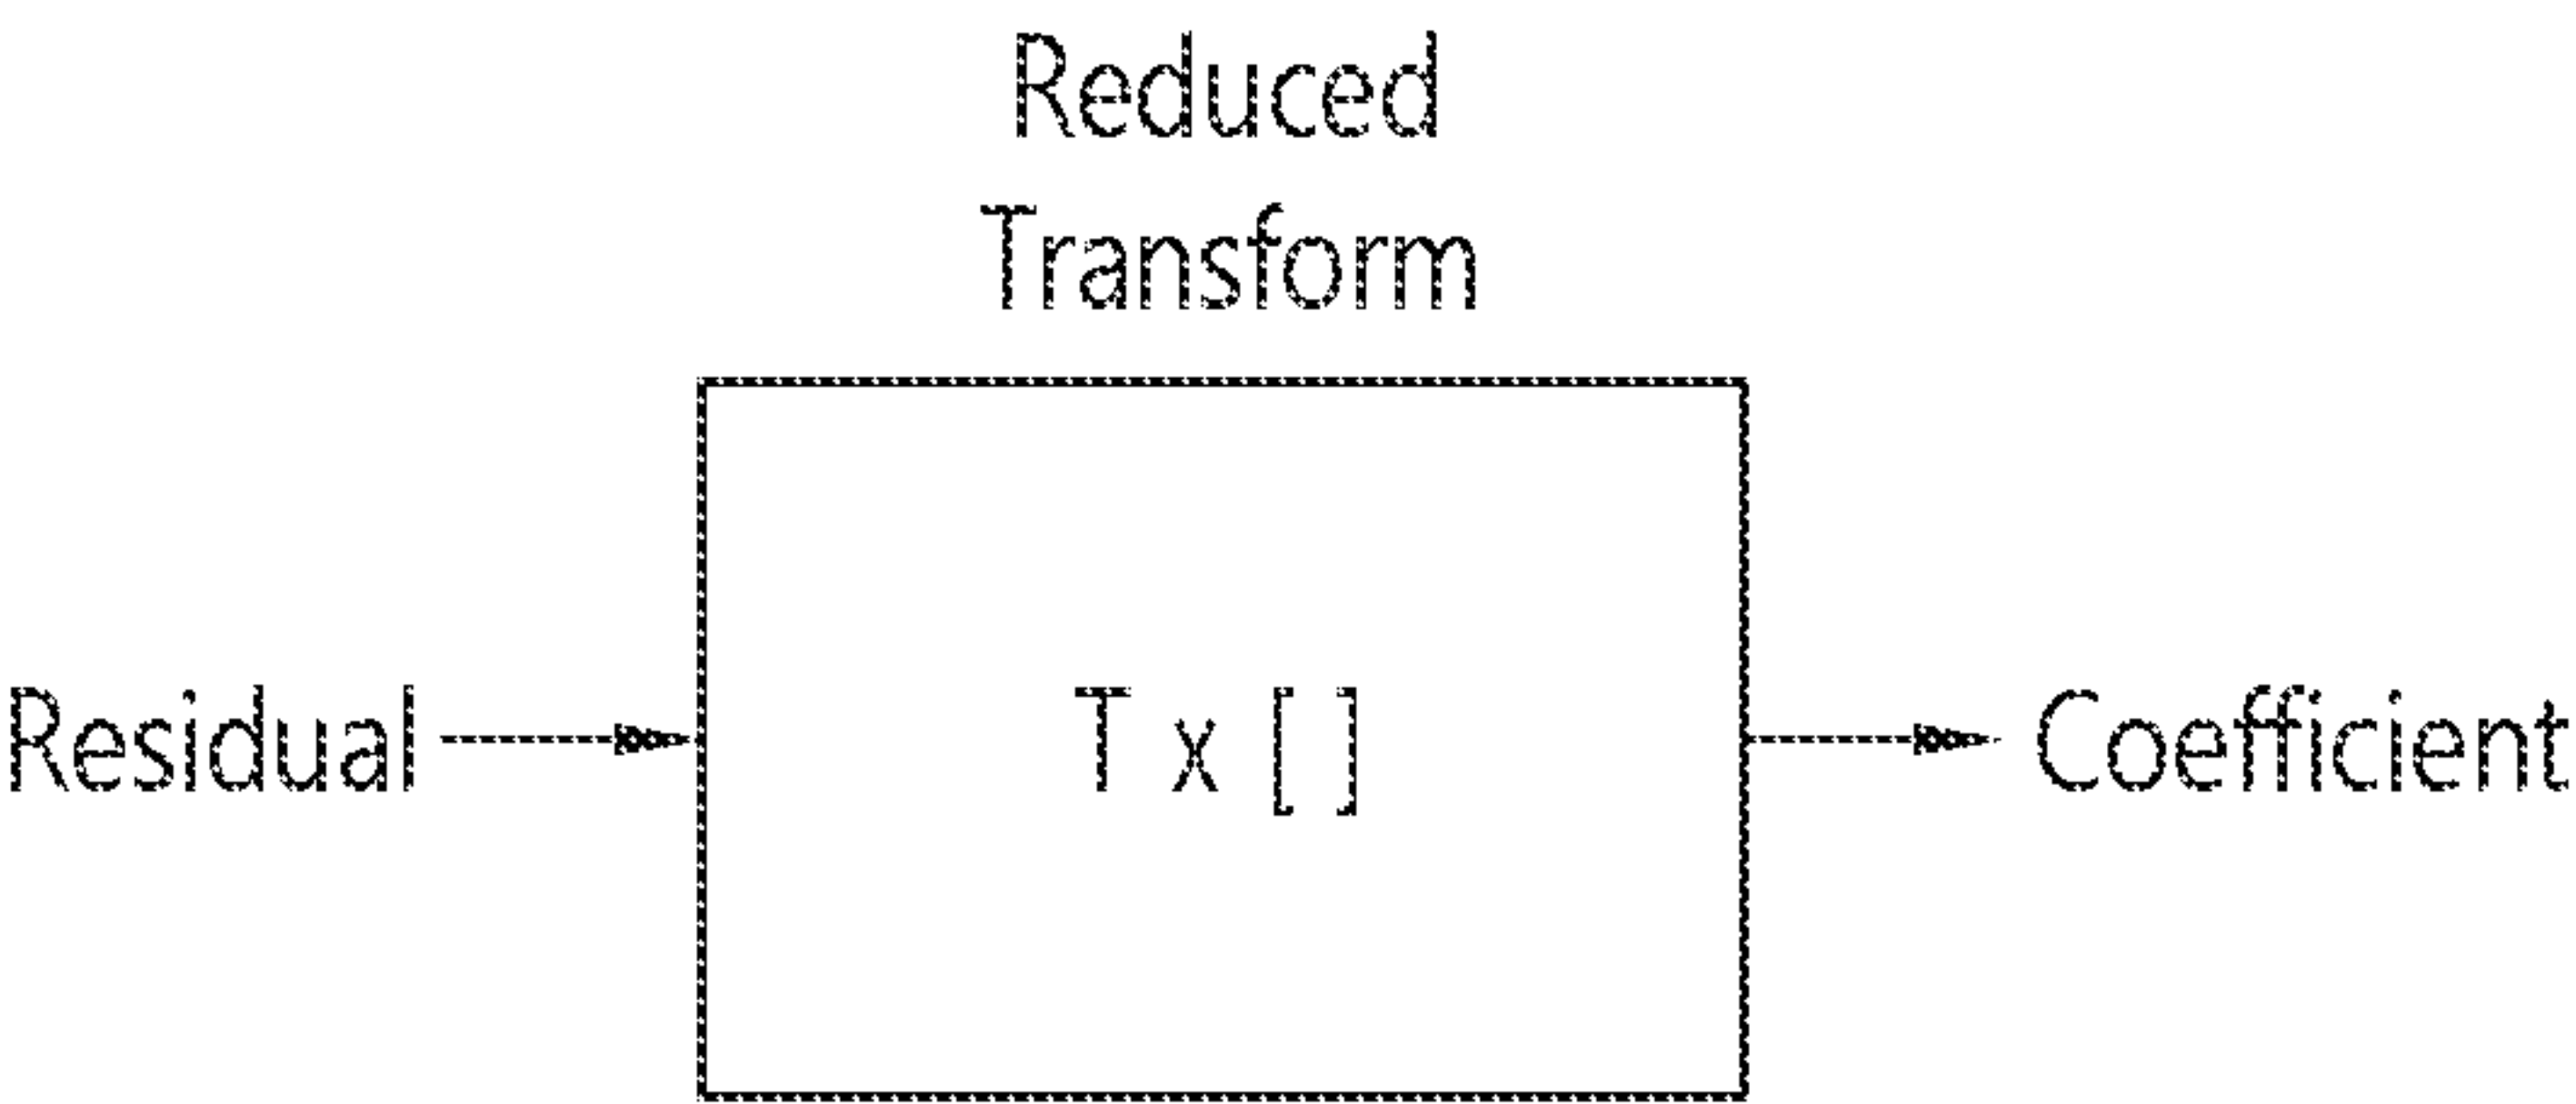 Reduced
Transform
Residual
T x [ ]
Coefficient